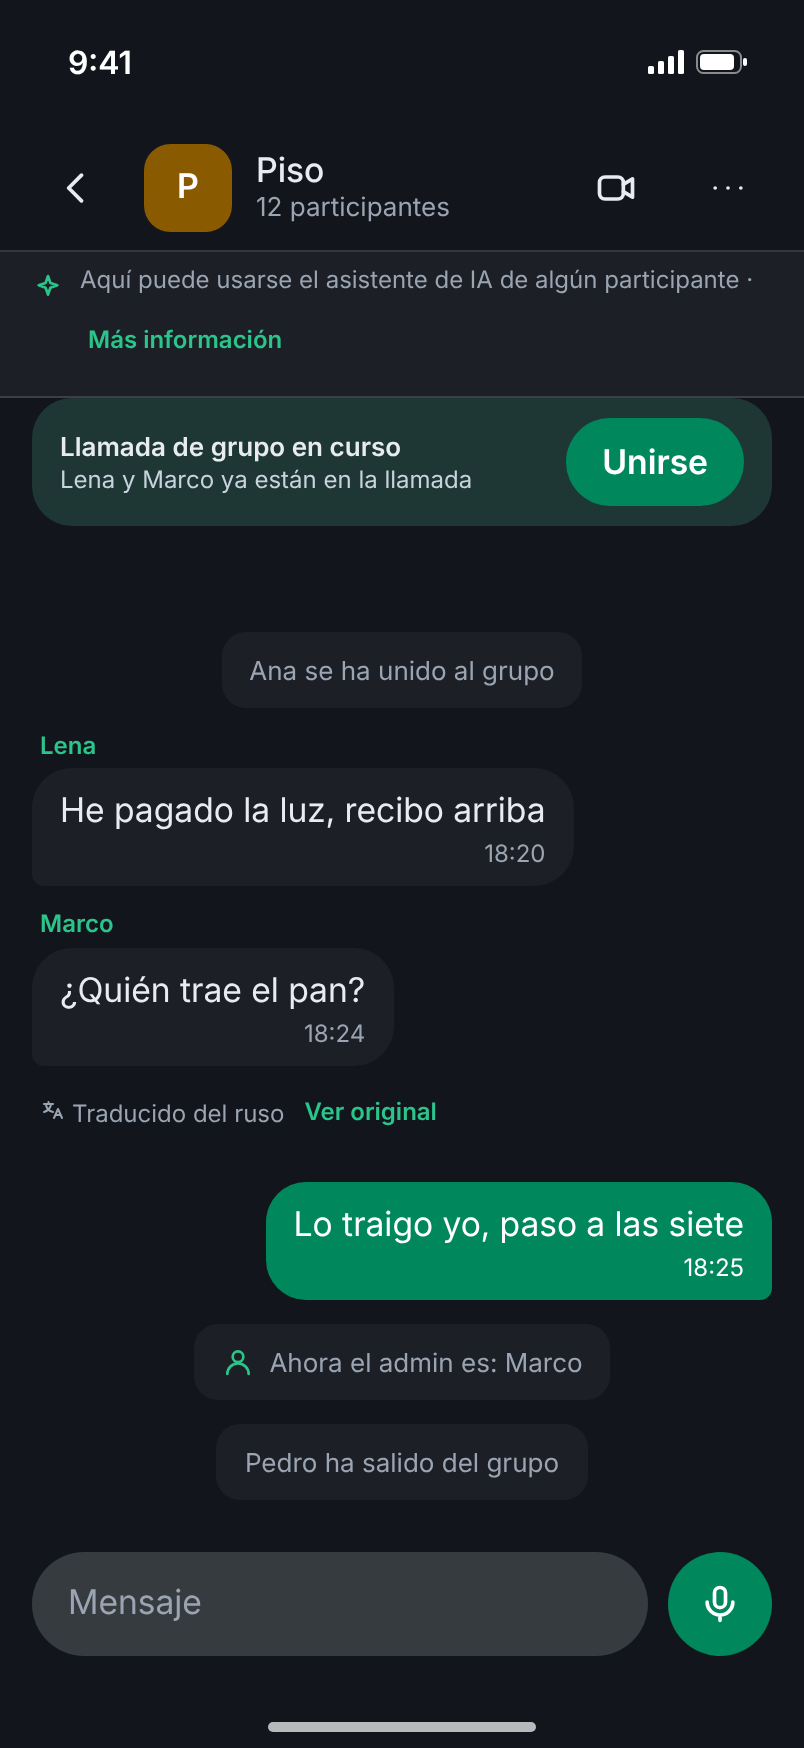 9:41
P
Piso
12 participantes
Aquí puede usarse el asistente de IA de algún participante ·
Más información
Llamada de grupo en curso
Lena y Marco ya están en la llamada
Unirse
Ana se ha unido al grupo
Lena
He pagado la luz, recibo arriba
18:20
Marco
¿Quién trae el pan?
18:24
Traducido del ruso Ver original
Lo traigo yo, paso a las siete
18:25
Ahora el admin es: Marco
Pedro ha salido del grupo
Mensaje